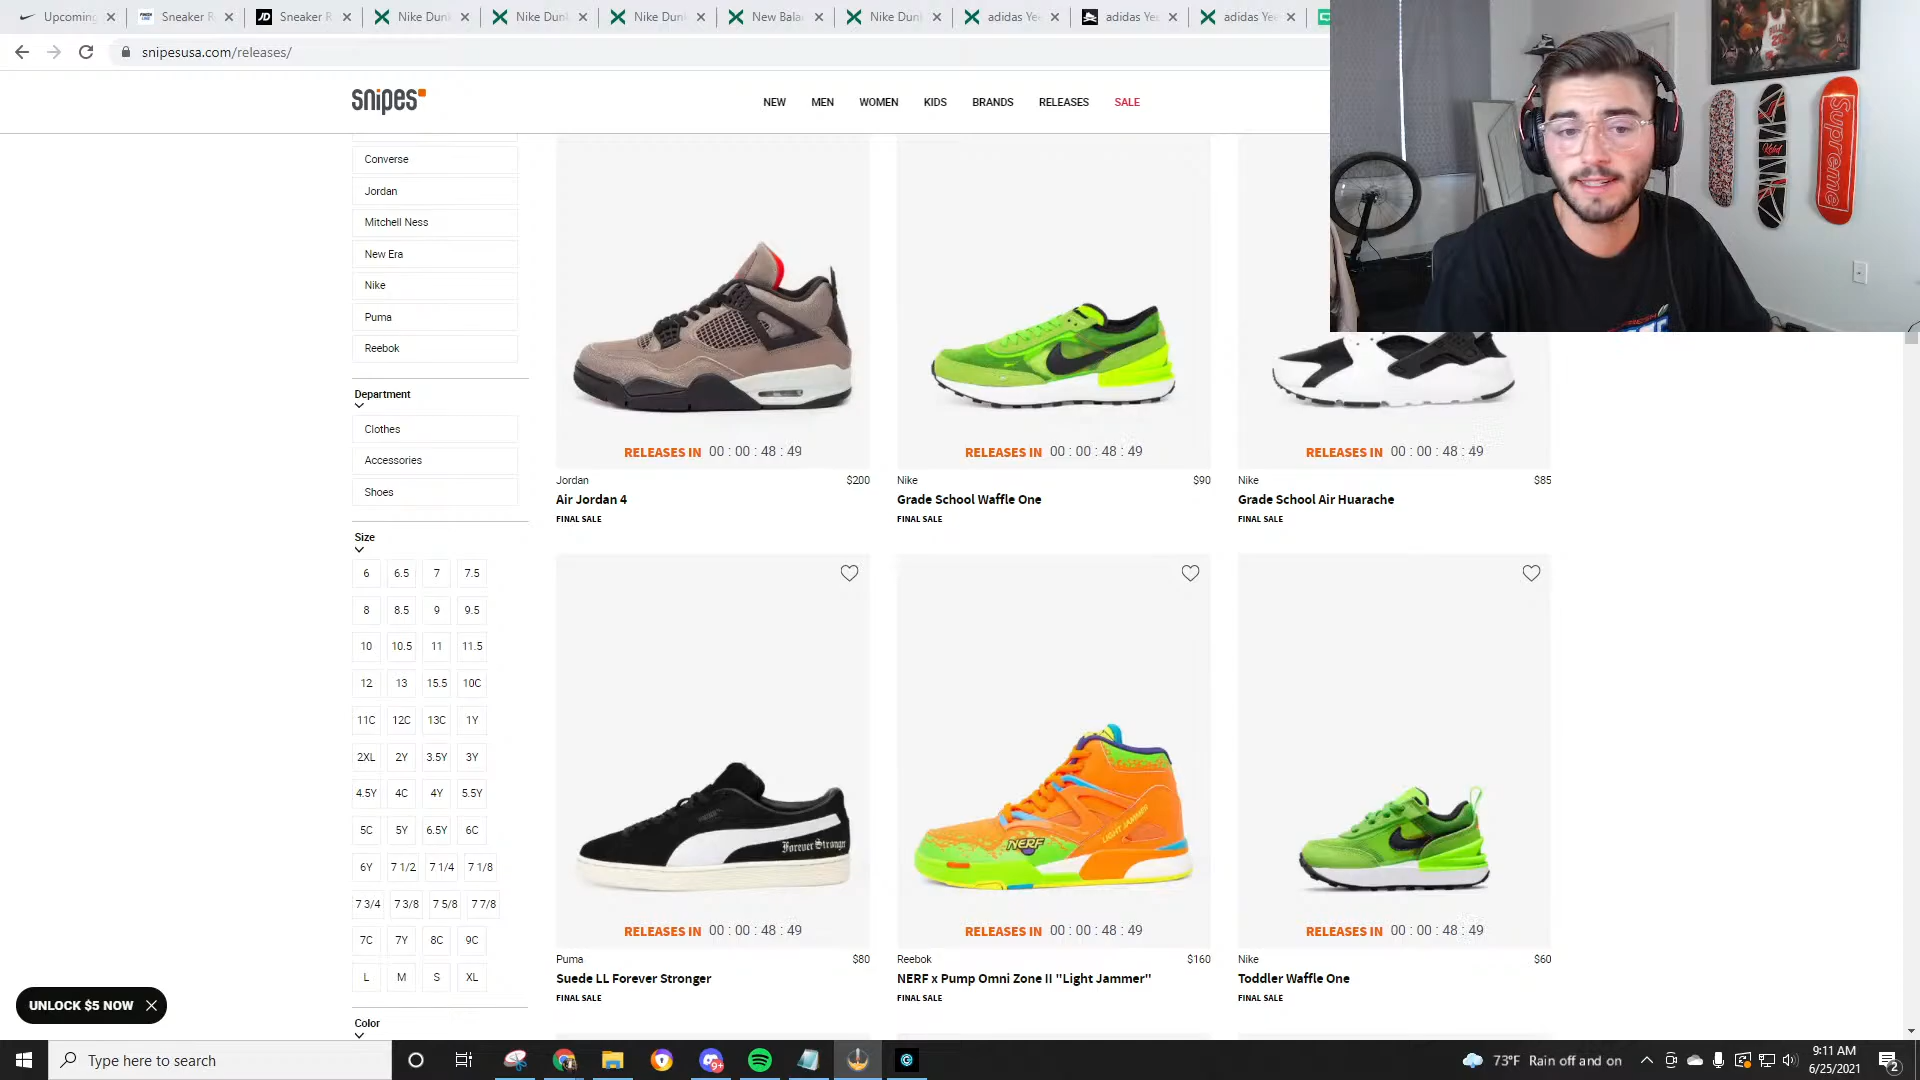 Upcoming
Sneaker R
Sneaker R
Nike Dun
Nike Dun
Nike Dun
New Bala
Nike Dun
adidas Ye
adidas Ye
adidas Yee
snipesusa.com/releases/
snipes
NEW MEN WOMEN KIDS BRANDS RELEASES SALE
Converse
Jordan
Mitchell Ness
New Era
Nike
Puma
Reebok
Department
Clothes
Accessories
Shoes
Size
6 6.5 7 7.5
8 8.5 9 9.5
10 10.5 11 11.5
12 13 15.5 10C
11C 12C 13C 1Y
2XL 2Y 3.5Y 3Y
4.5Y 4C 4Y 5.5Y
5C 5Y 6.5Y 6C
6Y 7 1/2 7 1/4 7 1/8
7 3/4 7 3/8 7 5/8 7 7/8
7C 7Y 8C 9C
L M S XL
Color
RELEASES IN 00 : 00 : 48 : 49
Jordan $200
Air Jordan 4
FINAL SALE
RELEASES IN 00 : 00 : 48 : 49
Nike $90
Grade School Waffle One
FINAL SALE
RELEASES IN 00 : 00 : 48 : 49
Nike $85
Grade School Air Huarache
FINAL SALE
Forever Stronger
RELEASES IN 00 : 00 : 48 : 49
Puma $80
Suede LL Forever Stronger
FINAL SALE
NERF
LIGHT JAMMER
RELEASES IN 00 : 00 : 48 : 49
Reebok $160
NERF x Pump Omni Zone II "Light Jammer"
FINAL SALE
RELEASES IN 00 : 00 : 48 : 49
Nike $60
Toddler Waffle One
FINAL SALE
Supreme
UNLOCK $5 NOW
Type here to search
73°F Rain off and on
9:11 AM
6/25/2021
2